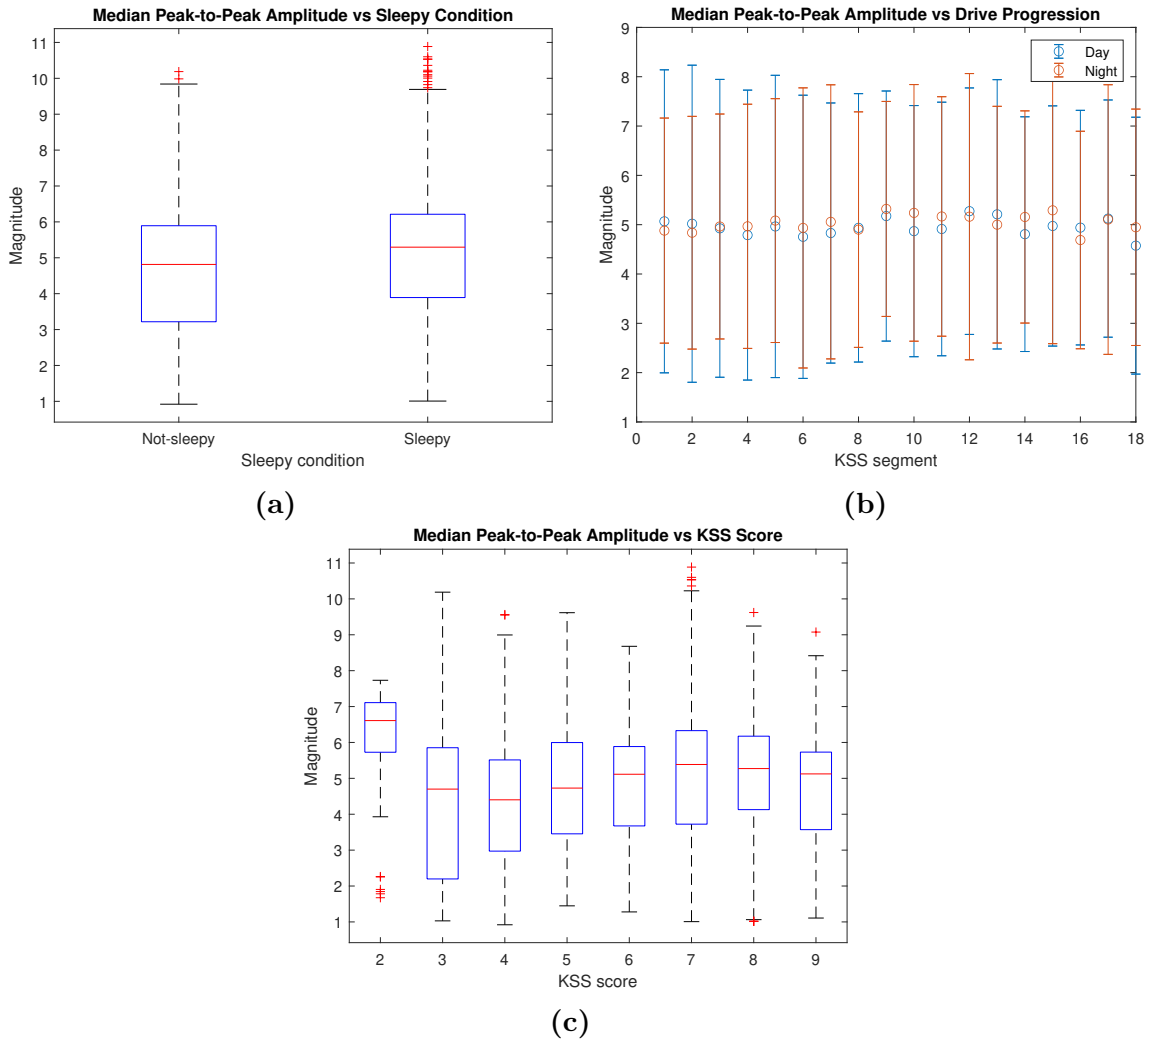 Median Peak-to-Peak Amplitude vs Sleepy Condition
11
10
9
8
7
6
5
4
3
2
1
Magnitude
Not-sleepy Sleepy
Sleepy condition
(a)
Median Peak-to-Peak Amplitude vs Drive Progression
9
8
7
6
5
4
3
2
1
Magnitude
Day
Night
0 2 4 6 8 10 12 14 16 18
KSS segment
(b)
Median Peak-to-Peak Amplitude vs KSS Score
11
10
9
8
7
6
5
4
3
2
1
Magnitude
2 3 4 5 6 7 8 9
KSS score
(c)